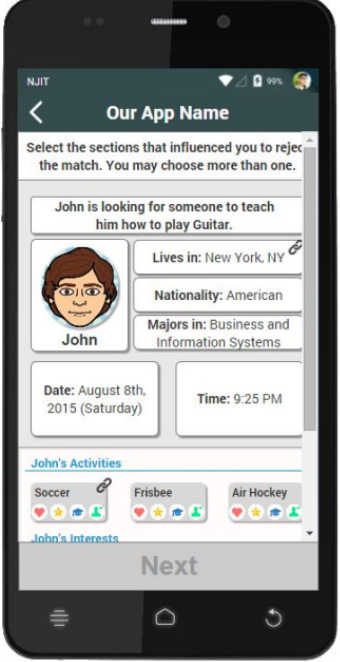 NJIT
99%
Our App Name
Select the sections that influenced you to rejec
the match. You may choose more than one.
John is looking for someone to teach
him how to play Guitar.
John
Lives in: New York, NY
Nationality: American
Majors in: Business and
Information Systems
Date: August 8th,
2015 (Saturday)
Time: 9:25 PM
John's Activities
Soccer
Frisbee
Air Hockey
John's Interests
Next